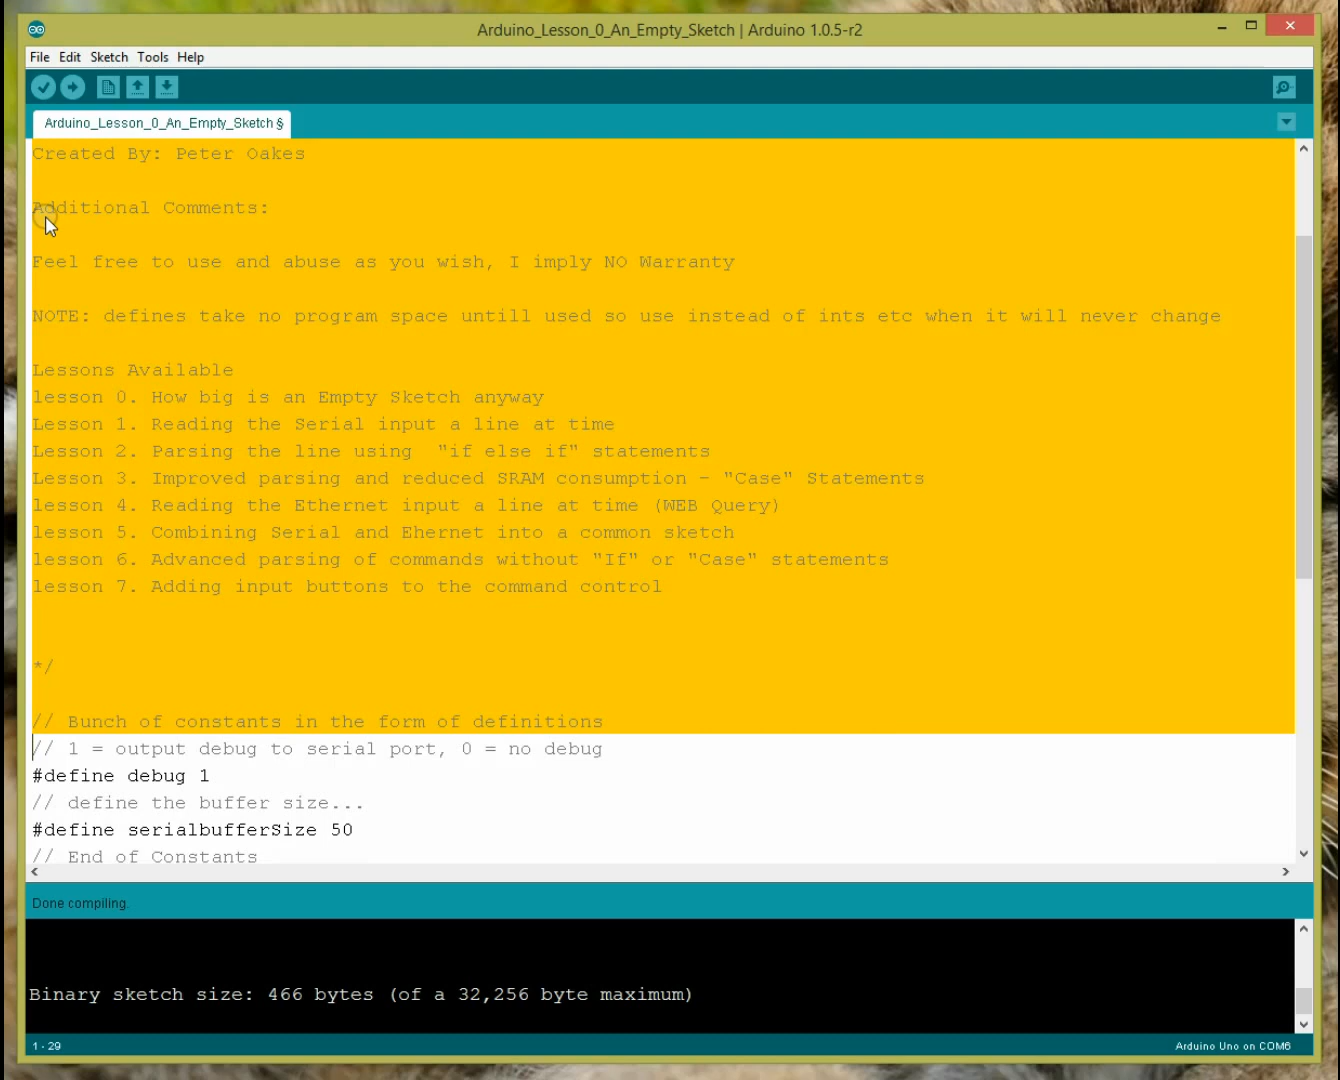 Arduino_Lesson_0_An_Empty_Sketch | Arduino 1.0.5-r2
File Edit Sketch Tools Help
Arduino_Lesson_0_An_Empty_Sketch §
Created By: Peter Oakes
Additional Comments:
Feel free to use and abuse as you wish, I imply NO Warranty
NOTE: defines take no program space untill used so use instead of ints etc when it will never change
Lessons Available
lesson 0. How big is an Empty Sketch anyway
Lesson 1. Reading the Serial input a line at time
Lesson 2. Parsing the line using  "if else if" statements
Lesson 3. Improved parsing and reduced SRAM consumption - "Case" Statements
lesson 4. Reading the Ethernet input a line at time (WEB Query)
lesson 5. Combining Serial and Ehernet into a common sketch
lesson 6. Advanced parsing of commands without "If" or "Case" statements
lesson 7. Adding input buttons to the command control
*/
// Bunch of constants in the form of definitions
// 1 = output debug to serial port, 0 = no debug
#define debug 1
// define the buffer size...
#define serialbufferSize 50
// End of Constants
Done compiling.
Binary sketch size: 466 bytes (of a 32,256 byte maximum)
1 - 29
Arduino Uno on COM6